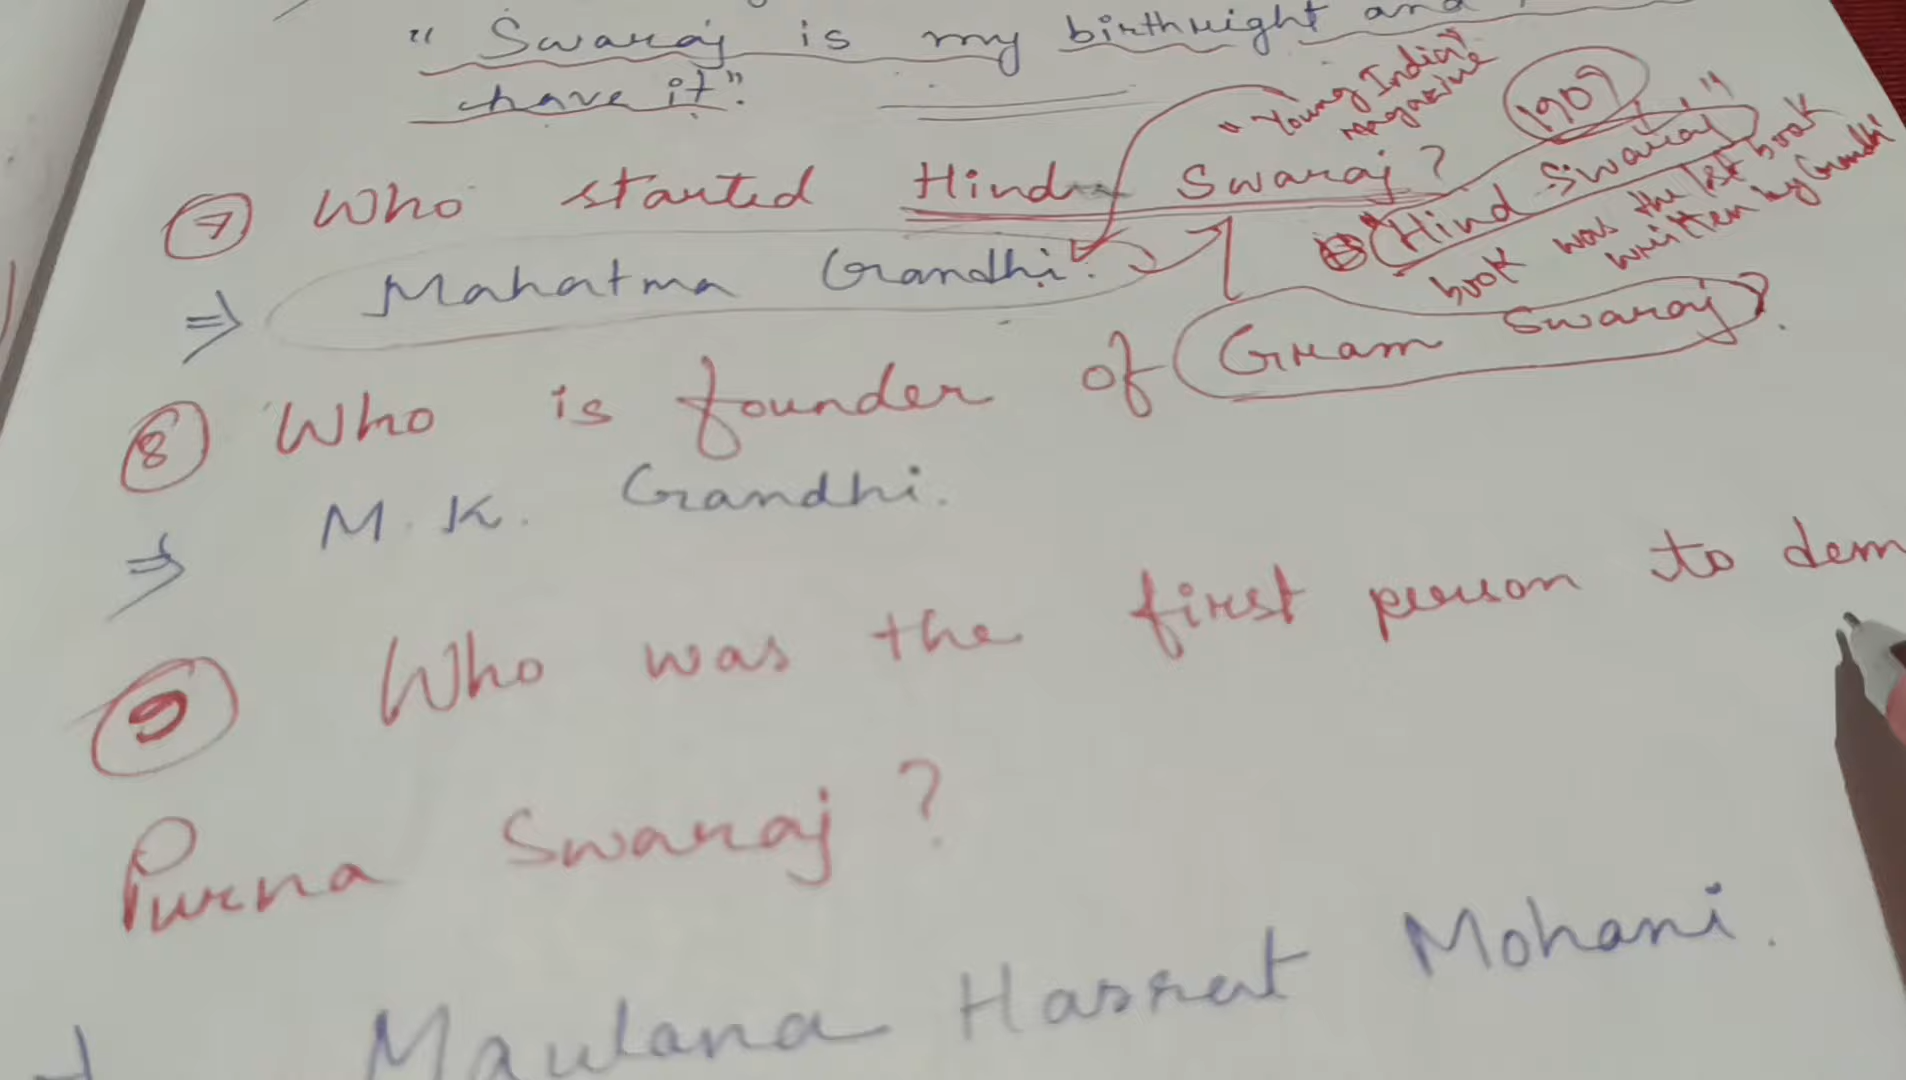 " Swaraj is my birthright and
have it".
"Young India"
Magazine
1909
⑦ Who started Hind Swaraj?
"Hind Swaraj"
book was the 1st book
written by Gandhi
⇒ Mahatma Gandhi.
⑧ Who is founder of Gram Swaraj?
⇒ M. K. Gandhi.
⑨ Who was the first person to dem
Purna Swaraj?
Maulana Hasrat Mohani.